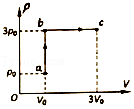 p
3p₀ b c
p₀ a
O V₀ 3V₀ V